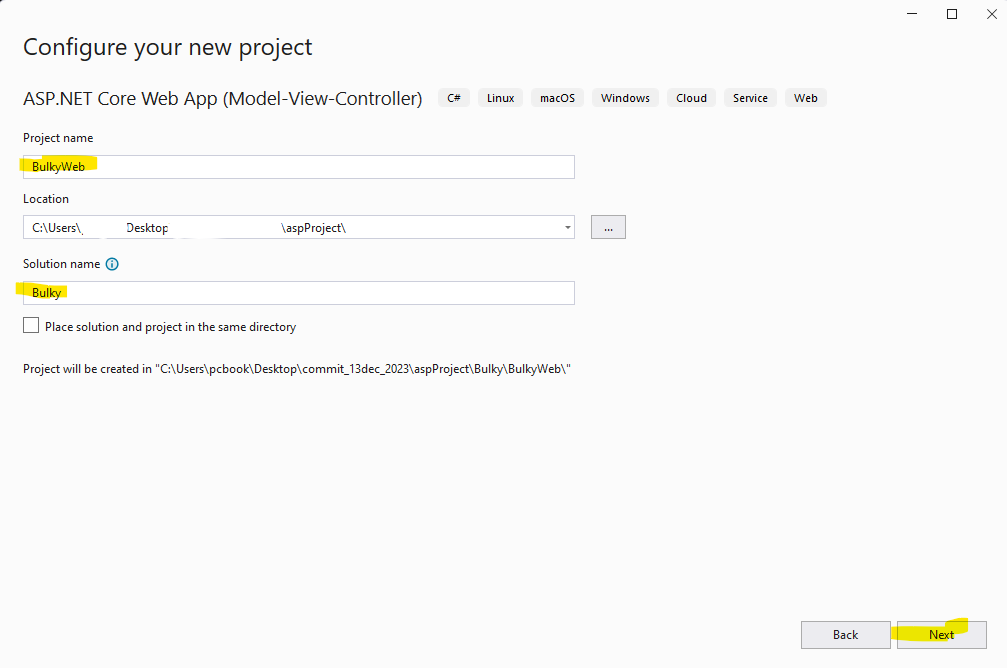 Configure your new project
ASP.NET Core Web App (Model-View-Controller) C# Linux macOS Windows Cloud Service Web
Project name
BulkyWeb
Location
C:\Users\ Desktop \aspProject\
...
Solution name
Bulky
Place solution and project in the same directory
Project will be created in "C:\Users\pcbook\Desktop\commit_13dec_2023\aspProject\Bulky\BulkyWeb\"
Back Next